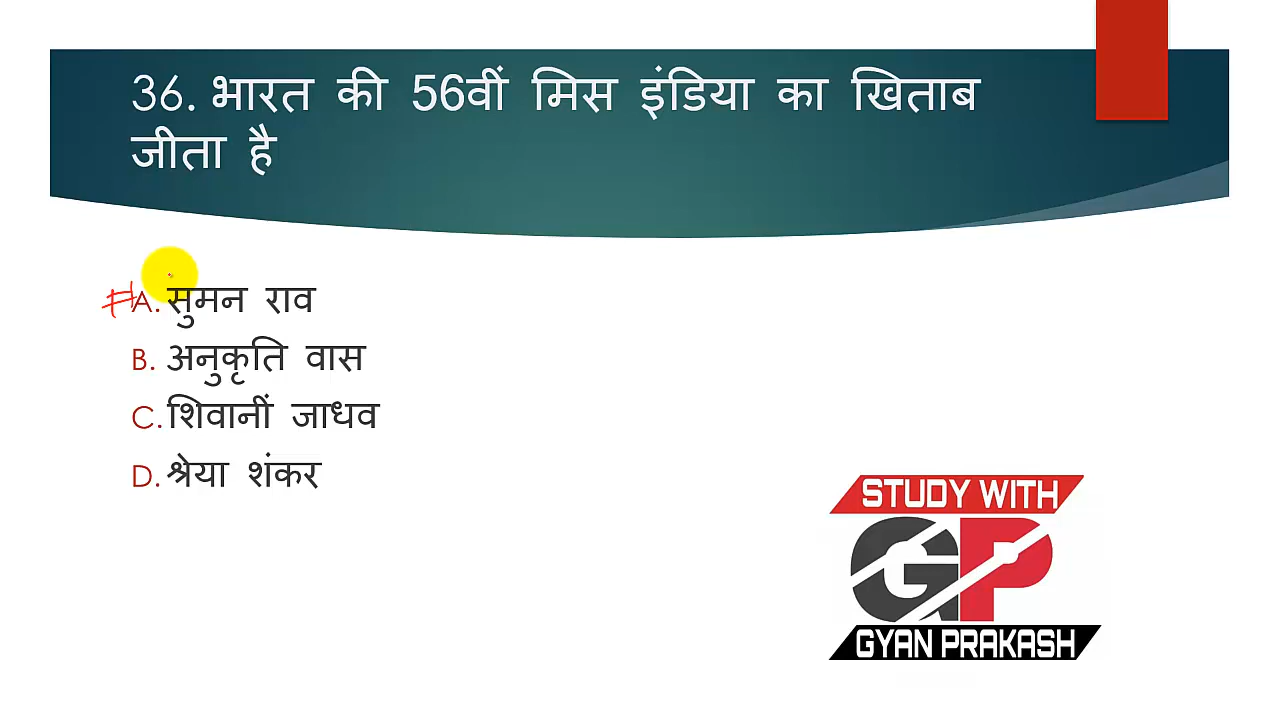 36. भारत की 56वीं मिस इंडिया का खिताब
जीता है
A. सुमन राव
B. अनुकृति वास
C. शिवानीं जाधव
D. श्रेया शंकर
STUDY WITH
GP
GYAN PRAKASH